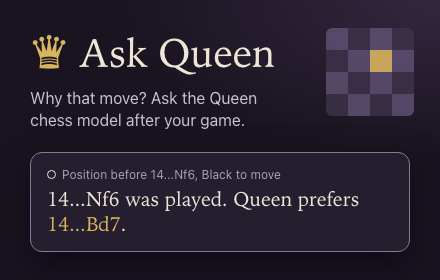 Ask Queen
Why that move? Ask the Queen
chess model after your game.
Position before 14...Nf6, Black to move
14...Nf6 was played. Queen prefers
14...Bd7.